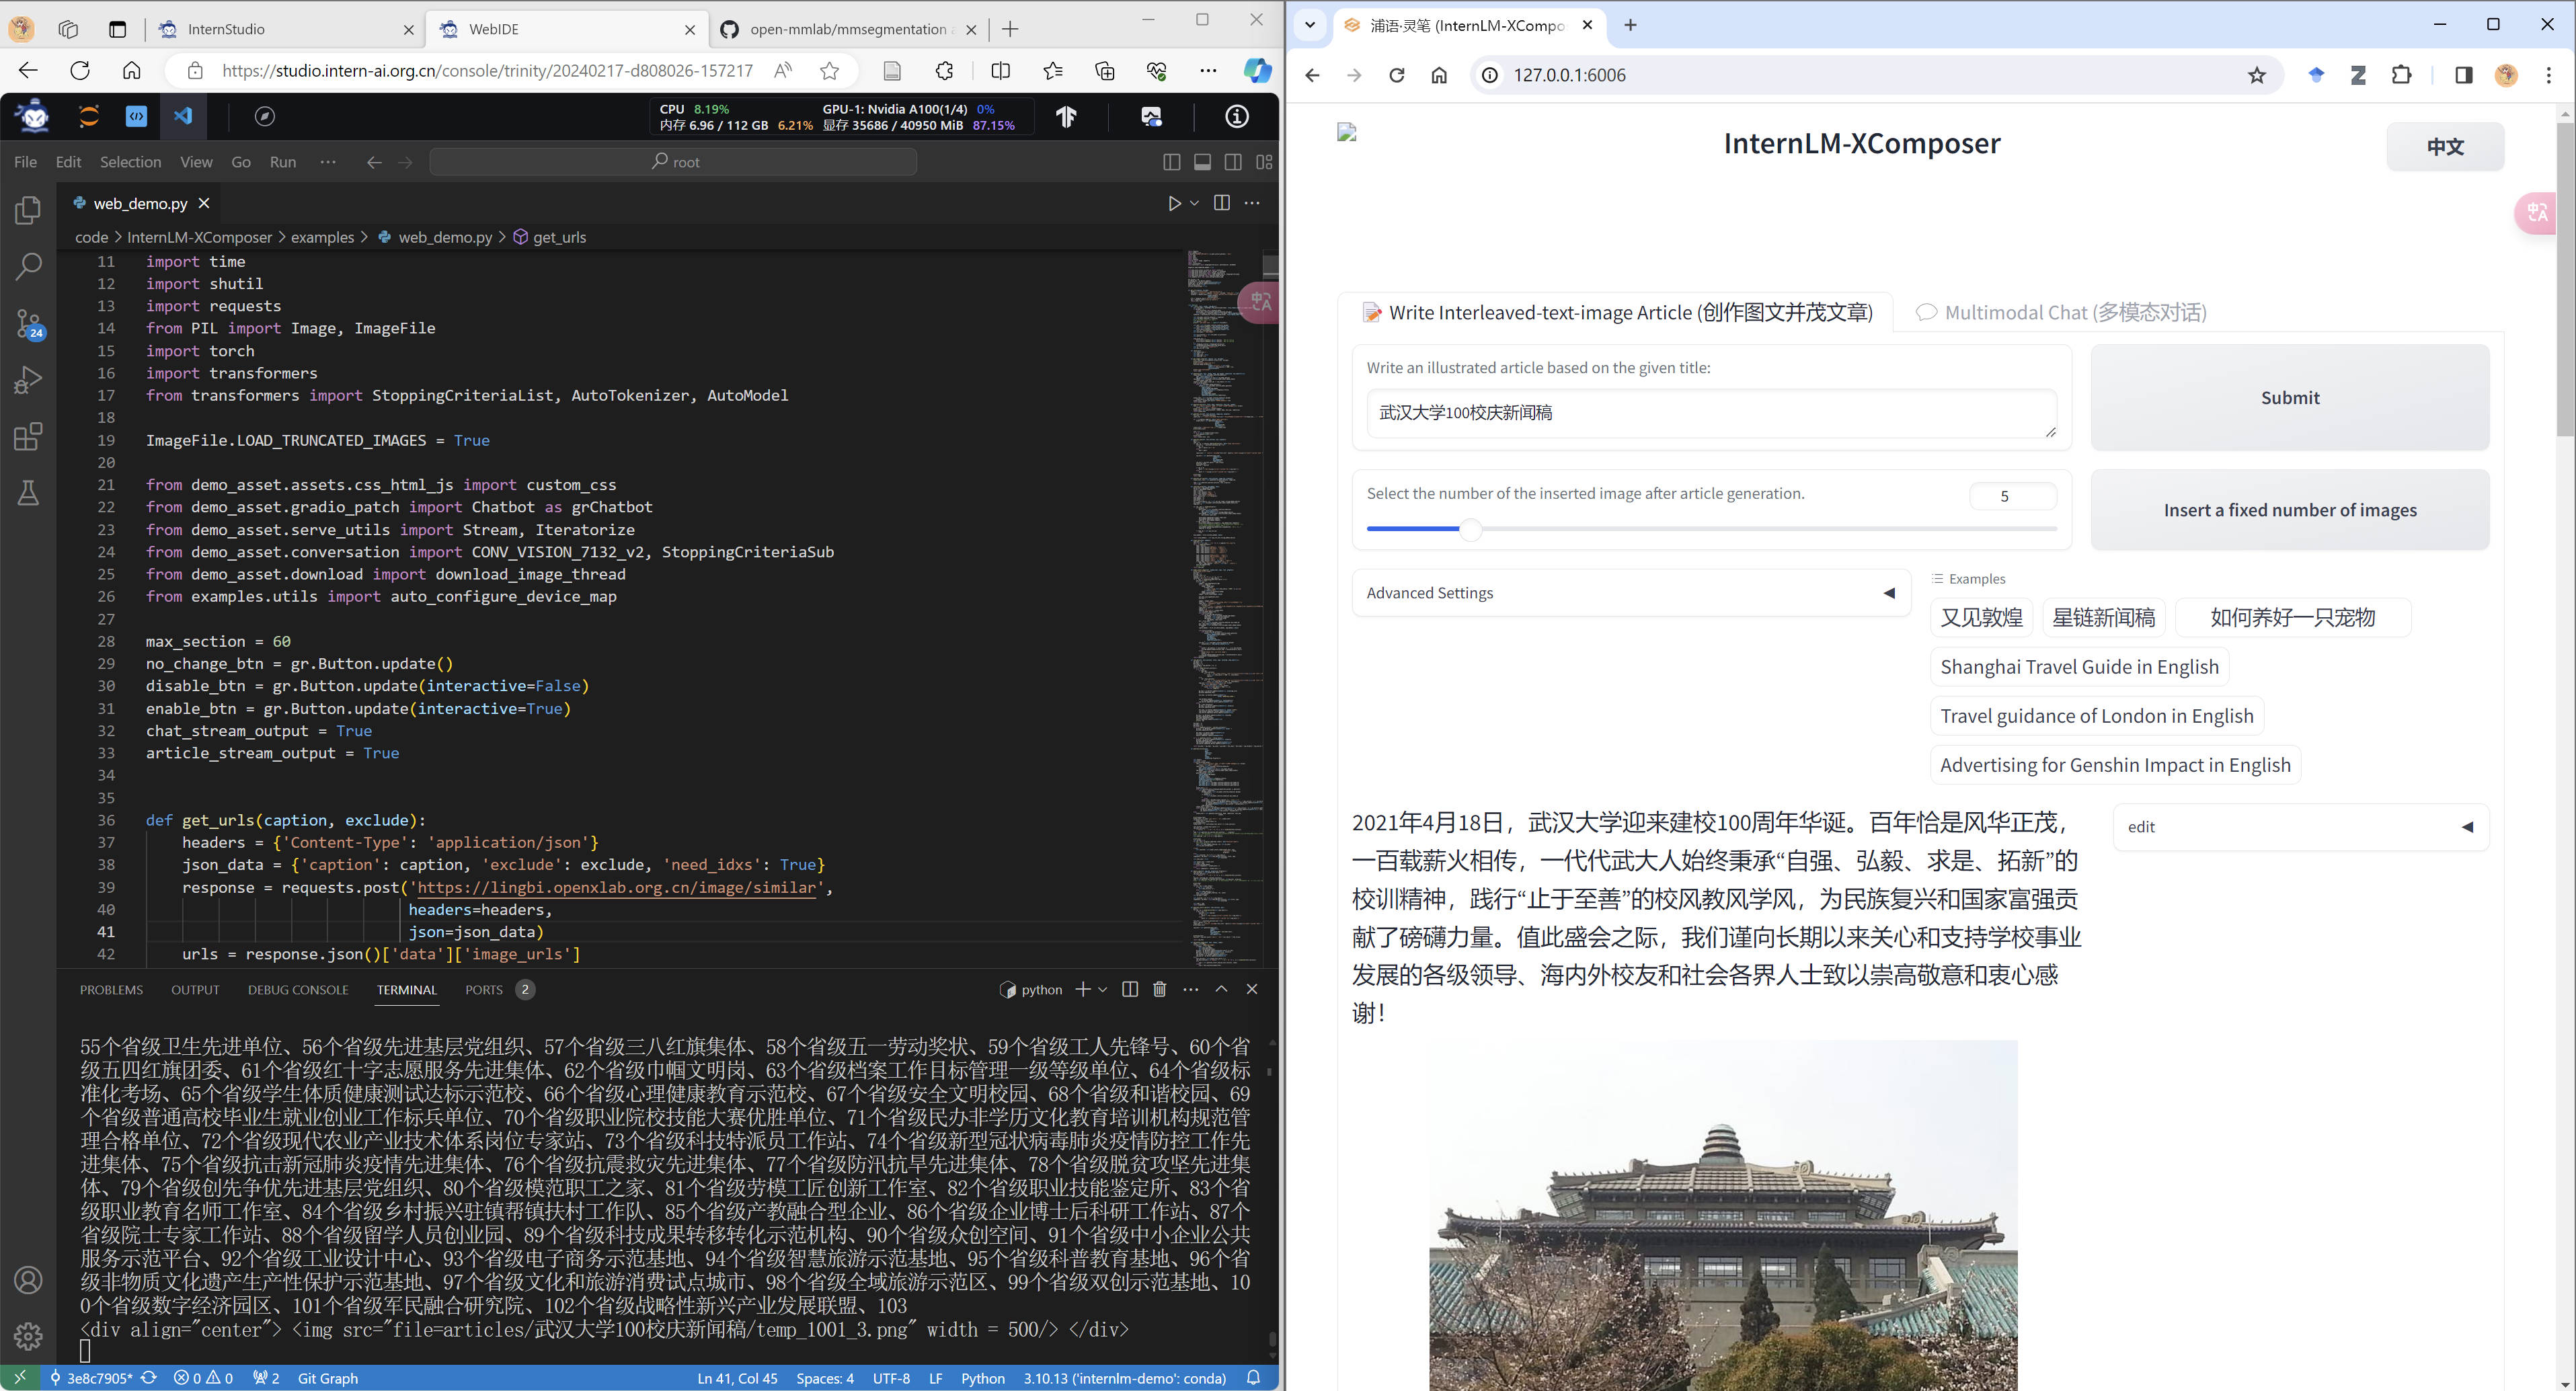 InternStudio
WebIDE
open-mmlab/mmsegmentation
https://studio.intern-ai.org.cn/console/trinity/20240217-d808026-157217
CPU 8.19% GPU-1: Nvidia A100(1/4) 0%
内存 6.96 / 112 GB 6.21% 显存 35686 / 40950 MiB 87.15%
File Edit Selection View Go Run ··· root
web_demo.py
code > InternLM-XComposer > examples > web_demo.py > get_urls
11 import time
12 import shutil
13 import requests
14 from PIL import Image, ImageFile
15 import torch
16 import transformers
17 from transformers import StoppingCriteriaList, AutoTokenizer, AutoModel
18
19 ImageFile.LOAD_TRUNCATED_IMAGES = True
20
21 from demo_asset.assets.css_html_js import custom_css
22 from demo_asset.gradio_patch import Chatbot as grChatbot
23 from demo_asset.serve_utils import Stream, Iteratorize
24 from demo_asset.conversation import CONV_VISION_7132_v2, StoppingCriteriaSub
25 from demo_asset.download import download_image_thread
26 from examples.utils import auto_configure_device_map
27
28 max_section = 60
29 no_change_btn = gr.Button.update()
30 disable_btn = gr.Button.update(interactive=False)
31 enable_btn = gr.Button.update(interactive=True)
32 chat_stream_output = True
33 article_stream_output = True
34
35
36 def get_urls(caption, exclude):
37 headers = {'Content-Type': 'application/json'}
38 json_data = {'caption': caption, 'exclude': exclude, 'need_idxs': True}
39 response = requests.post('https://lingbi.openxlab.org.cn/image/similar',
40 headers=headers,
41 json=json_data)
42 urls = response.json()['data']['image_urls']
24
PROBLEMS OUTPUT DEBUG CONSOLE TERMINAL PORTS 2 python
55个省级卫生先进单位、56个省级先进基层党组织、57个省级三八红旗集体、58个省级五一劳动奖状、59个省级工人先锋号、60个省
级五四红旗团委、61个省级红十字志愿服务先进集体、62个省级巾帼文明岗、63个省级档案工作目标管理一级等级单位、64个省级标
准化考场、65个省级学生体质健康测试达标示范校、66个省级心理健康教育示范校、67个省级安全文明校园、68个省级和谐校园、69
个省级普通高校毕业生就业创业工作标兵单位、70个省级职业院校技能大赛优胜单位、71个省级民办非学历文化教育培训机构规范管
理合格单位、72个省级现代农业产业技术体系岗位专家站、73个省级科技特派员工作站、74个省级新型冠状病毒肺炎疫情防控工作先
进集体、75个省级抗击新冠肺炎疫情先进集体、76个省级抗震救灾先进集体、77个省级防汛抗旱先进集体、78个省级脱贫攻坚先进集
体、79个省级创先争优先进基层党组织、80个省级模范职工之家、81个省级劳模工匠创新工作室、82个省级职业技能鉴定所、83个省
级职业教育名师工作室、84个省级乡村振兴驻镇帮镇扶村工作队、85个省级产教融合型企业、86个省级企业博士后科研工作站、87个
省级院士专家工作站、88个省级留学人员创业园、89个省级科技成果转移转化示范机构、90个省级众创空间、91个省级中小企业公共
服务示范平台、92个省级工业设计中心、93个省级电子商务示范基地、94个省级智慧旅游示范基地、95个省级科普教育基地、96个省
级非物质文化遗产生产性保护示范基地、97个省级文化和旅游消费试点城市、98个省级全域旅游示范区、99个省级双创示范基地、10
0个省级数字经济园区、101个省级军民融合研究院、102个省级战略性新兴产业发展联盟、103
<div align="center"> <img src="file=articles/武汉大学100校庆新闻稿/temp_1001_3.png" width = 500/> </div>
3e8c7905* 0 0 2 Git Graph Ln 41, Col 45 Spaces: 4 UTF-8 LF Python 3.10.13 ('internlm-demo': conda)
浦语·灵笔 (InternLM-XCompo
127.0.0.1:6006
InternLM-XComposer
中文
Write Interleaved-text-image Article (创作图文并茂文章) Multimodal Chat (多模态对话)
Write an illustrated article based on the given title:
武汉大学100校庆新闻稿
Submit
Select the number of the inserted image after article generation. 5
Insert a fixed number of images
Advanced Settings
Examples
又见敦煌 星链新闻稿 如何养好一只宠物
Shanghai Travel Guide in English
Travel guidance of London in English
Advertising for Genshin Impact in English
edit
2021年4月18日，武汉大学迎来建校100周年华诞。百年恰是风华正茂，
一百载薪火相传，一代代武大人始终秉承“自强、弘毅、求是、拓新”的
校训精神，践行“止于至善”的校风教风学风，为民族复兴和国家富强贡
献了磅礴力量。值此盛会之际，我们谨向长期以来关心和支持学校事业
发展的各级领导、海内外校友和社会各界人士致以崇高敬意和衷心感
谢！